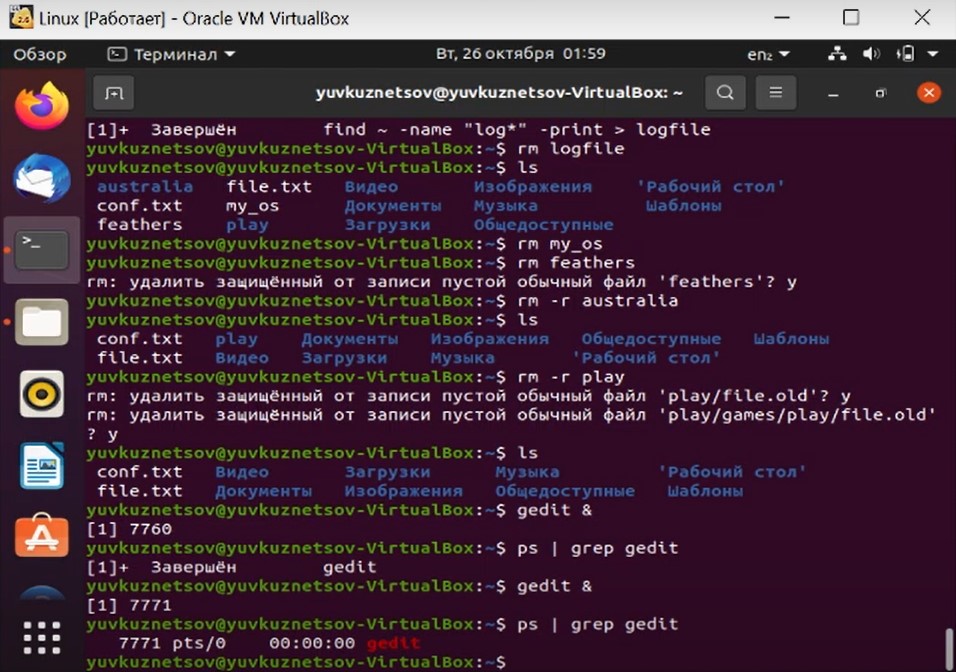 Linux [Работает] - Oracle VM VirtualBox
Обзор Терминал Вт, 26 октября 01:59 en₂
yuvkuznetsov@yuvkuznetsov-VirtualBox: ~
[1]+ Завершён find ~ -name "log*" -print > logfile
yuvkuznetsov@yuvkuznetsov-VirtualBox:~$ rm logfile
yuvkuznetsov@yuvkuznetsov-VirtualBox:~$ ls
australia file.txt Видео Изображения 'Рабочий стол'
conf.txt my_os Документы Музыка Шаблоны
feathers play Загрузки Общедоступные
yuvkuznetsov@yuvkuznetsov-VirtualBox:~$ rm my_os
yuvkuznetsov@yuvkuznetsov-VirtualBox:~$ rm feathers
rm: удалить защищённый от записи пустой обычный файл 'feathers'? y
yuvkuznetsov@yuvkuznetsov-VirtualBox:~$ rm -r australia
yuvkuznetsov@yuvkuznetsov-VirtualBox:~$ ls
conf.txt play Документы Изображения Общедоступные Шаблоны
file.txt Видео Загрузки Музыка 'Рабочий стол'
yuvkuznetsov@yuvkuznetsov-VirtualBox:~$ rm -r play
rm: удалить защищённый от записи пустой обычный файл 'play/file.old'? y
rm: удалить защищённый от записи пустой обычный файл 'play/games/play/file.old'
? y
yuvkuznetsov@yuvkuznetsov-VirtualBox:~$ ls
conf.txt Видео Загрузки Музыка 'Рабочий стол'
file.txt Документы Изображения Общедоступные Шаблоны
yuvkuznetsov@yuvkuznetsov-VirtualBox:~$ gedit &
[1] 7760
yuvkuznetsov@yuvkuznetsov-VirtualBox:~$ ps | grep gedit
[1]+ Завершён gedit
yuvkuznetsov@yuvkuznetsov-VirtualBox:~$ gedit &
[1] 7771
yuvkuznetsov@yuvkuznetsov-VirtualBox:~$ ps | grep gedit
7771 pts/0 00:00:00 gedit
yuvkuznetsov@yuvkuznetsov-VirtualBox:~$